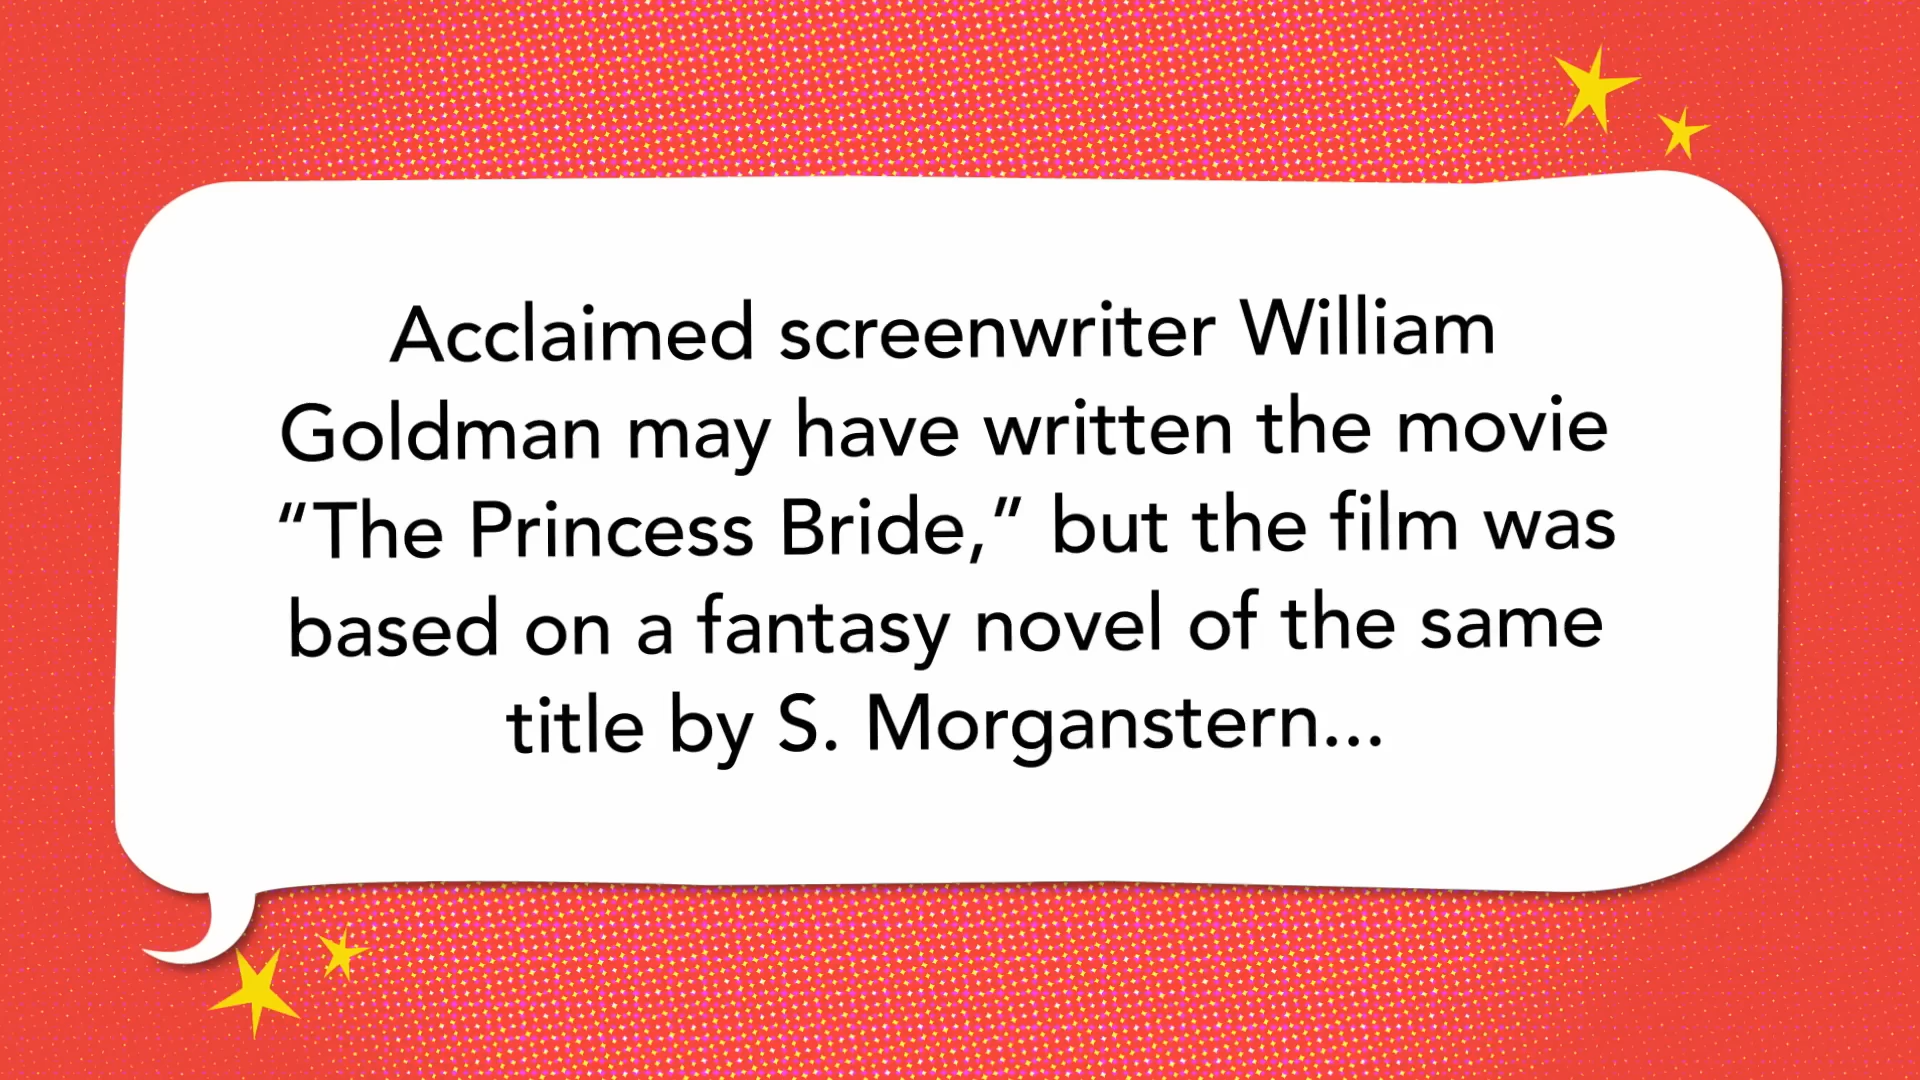 Acclaimed screenwriter William
Goldman may have written the movie
“The Princess Bride,” but the film was
based on a fantasy novel of the same
title by S. Morganstern...